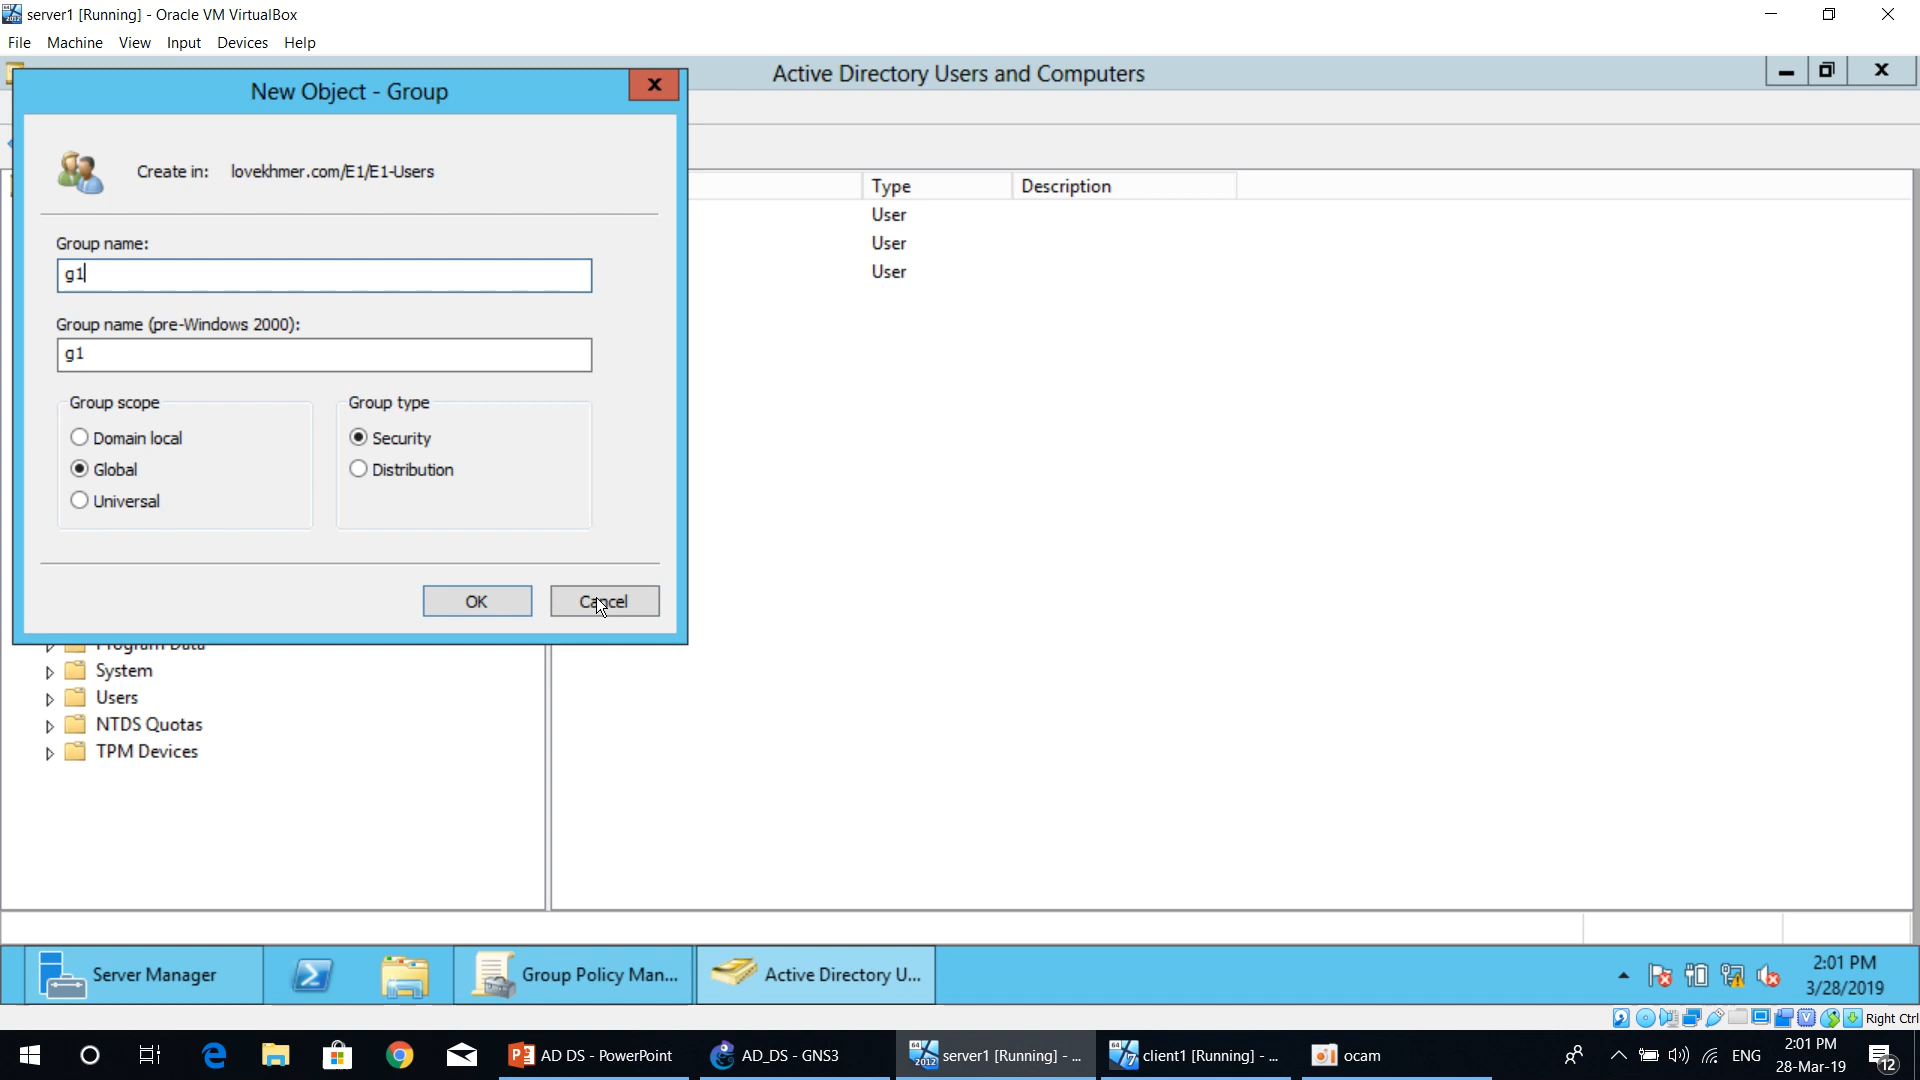 server1 [Running] - Oracle VM VirtualBox
File Machine View Input Devices Help
Active Directory Users and Computers
New Object - Group
Create in: lovekhmer.com/E1/E1-Users
Type Description
User
User
User
Group name:
g1
Group name (pre-Windows 2000):
g1
Group scope
Group type
Domain local
Security
Global
Distribution
Universal
OK
Cancel
Program Data
System
Users
NTDS Quotas
TPM Devices
Server Manager
Group Policy Man...
Active Directory U...
2:01 PM
3/28/2019
Right Ctrl
AD DS - PowerPoint
AD_DS - GNS3
server1 [Running] - ...
client1 [Running] - ...
ocam
ENG
2:01 PM
28-Mar-19
12